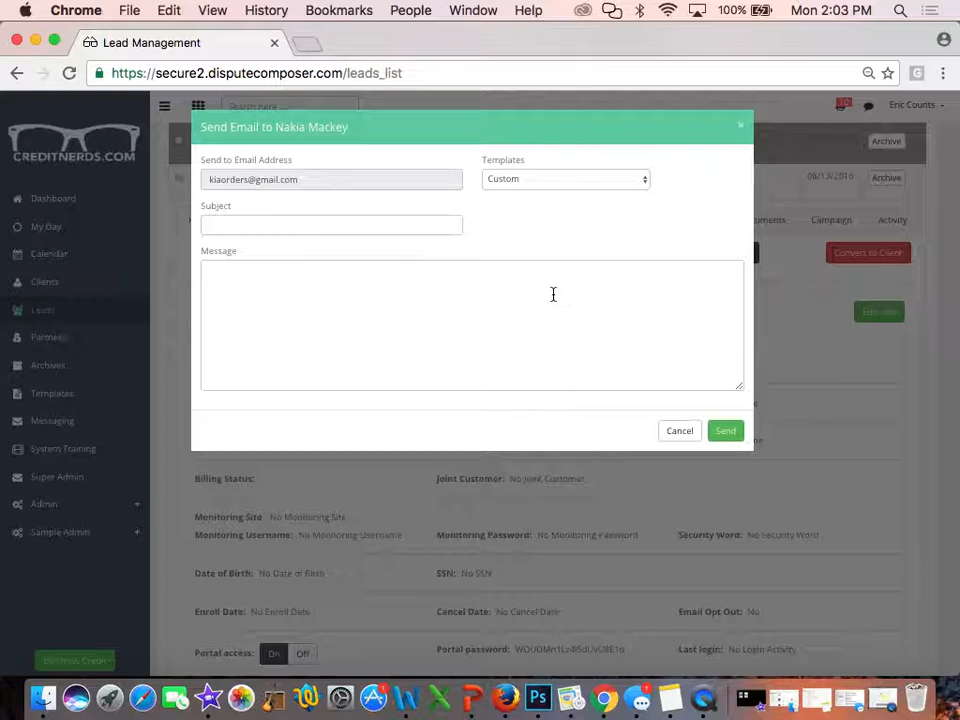 Chrome File Edit View History Bookmarks People Window Help 100% Mon 2:03 PM
Lead Management
https://secure2.disputecomposer.com/leads_list
Search here... 10 Eric Counts
CREDITNERDS.COM
Send Email to Nakia Mackey ×
Archive
Send to Email Address Templates
08/13/2016 Archive
kiaorders@gmail.com Custom
Dashboard
Subject
Campaign Activity
My Day
Message
Calendar Convert to Client
Clients
Leads
Partners
Archives
Templates
Messaging
Cancel Send
System Training
Super Admin
Billing Status: Joint Customer: No Joint Customer
Admin +
Monitoring Site No Monitoring Site
Sample Admin +
Monitoring Username: No Monitoring Username Monitoring Password: No Monitoring Password Security Word: No Security Word
Date of Birth: No Date of Birth SSN: No SSN
Enroll Date: No Enroll Date Cancel Date: No Cancel Date Email Opt Out: No
Portal access: On Off Portal password: Last login: No Login Activity
Business Credit